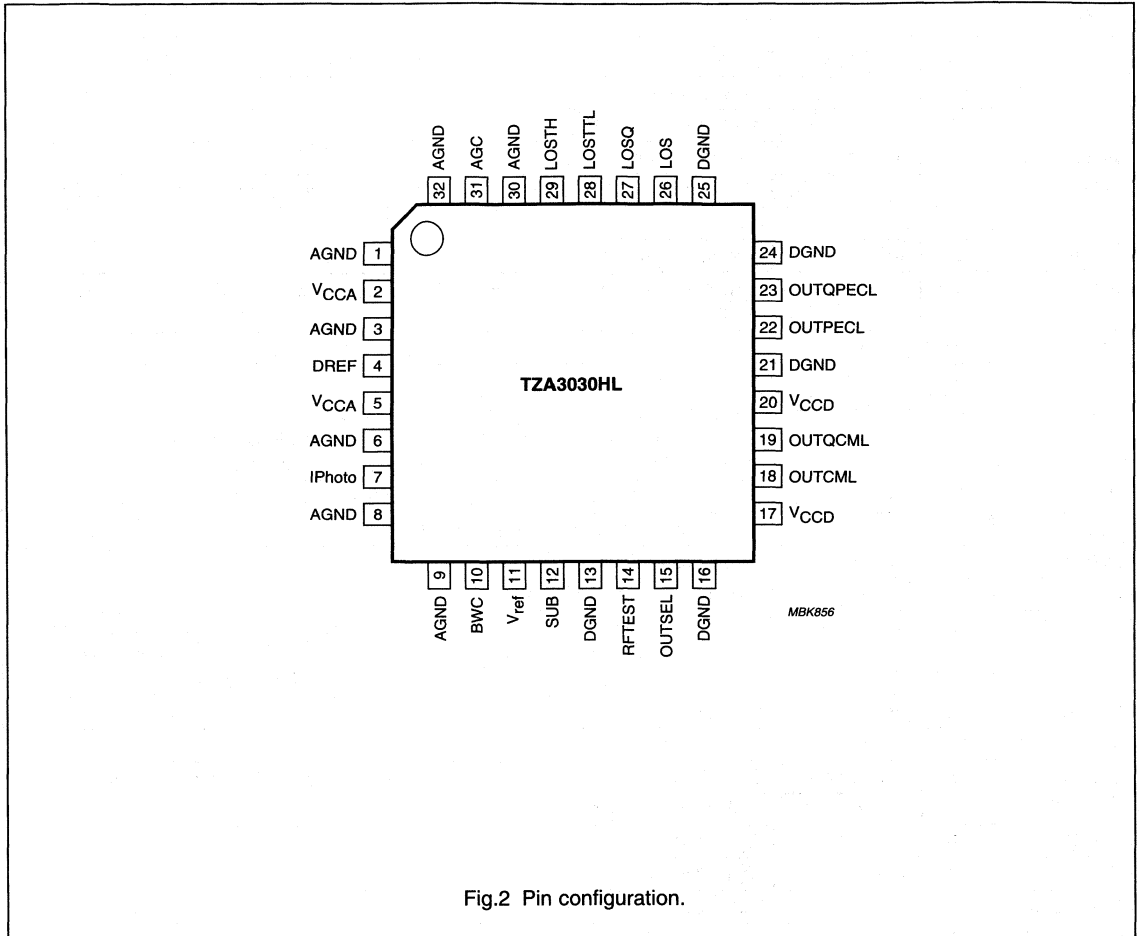 32 AGND
31 AGC
30 AGND
29 LOSTH
28 LOSTTL
27 LOSQ
26 LOS
25 DGND
AGND 1
VCCA 2
AGND 3
DREF 4
VCCA 5
AGND 6
IPhoto 7
AGND 8
TZA3030HL
24 DGND
23 OUTQPECL
22 OUTPECL
21 DGND
20 VCCD
19 OUTQCML
18 OUTCML
17 VCCD
AGND 9
BWC 10
Vref 11
SUB 12
DGND 13
RFTEST 14
OUTSEL 15
DGND 16
MBK856
Fig.2 Pin configuration.